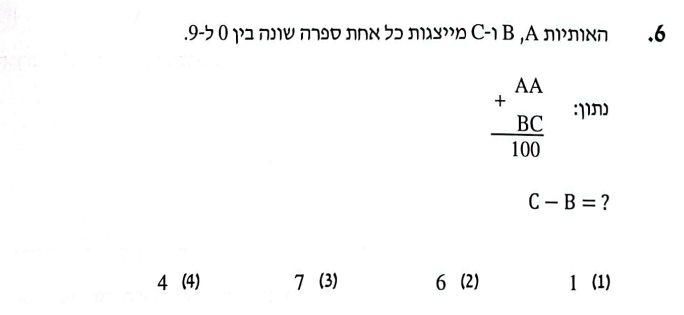 6. האותיות A, B ו-C מייצגות כל אחת ספרה שונה בין 0 ל-9.
נתון:
AA
+
BC
100
C – B = ?
(1) 1 (2) 6 (3) 7 (4) 4